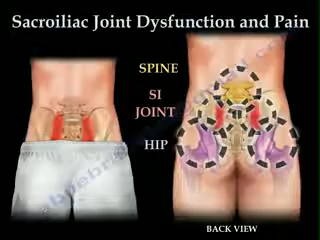 Sacroiliac Joint Dysfunction and Pain
SPINE
SI
JOINT
HIP
BACK VIEW